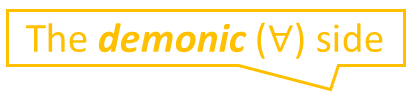 The demonic (∀) side